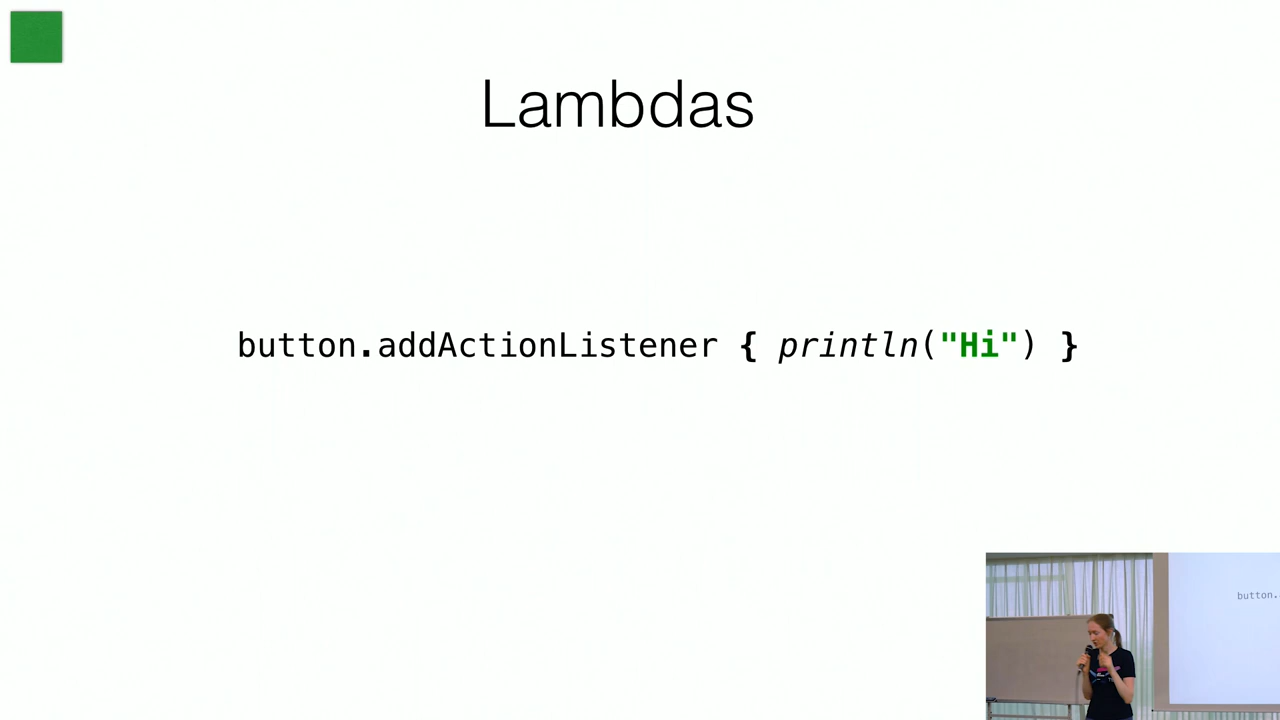 Lambdas
button.addActionListener { println("Hi") }
button.